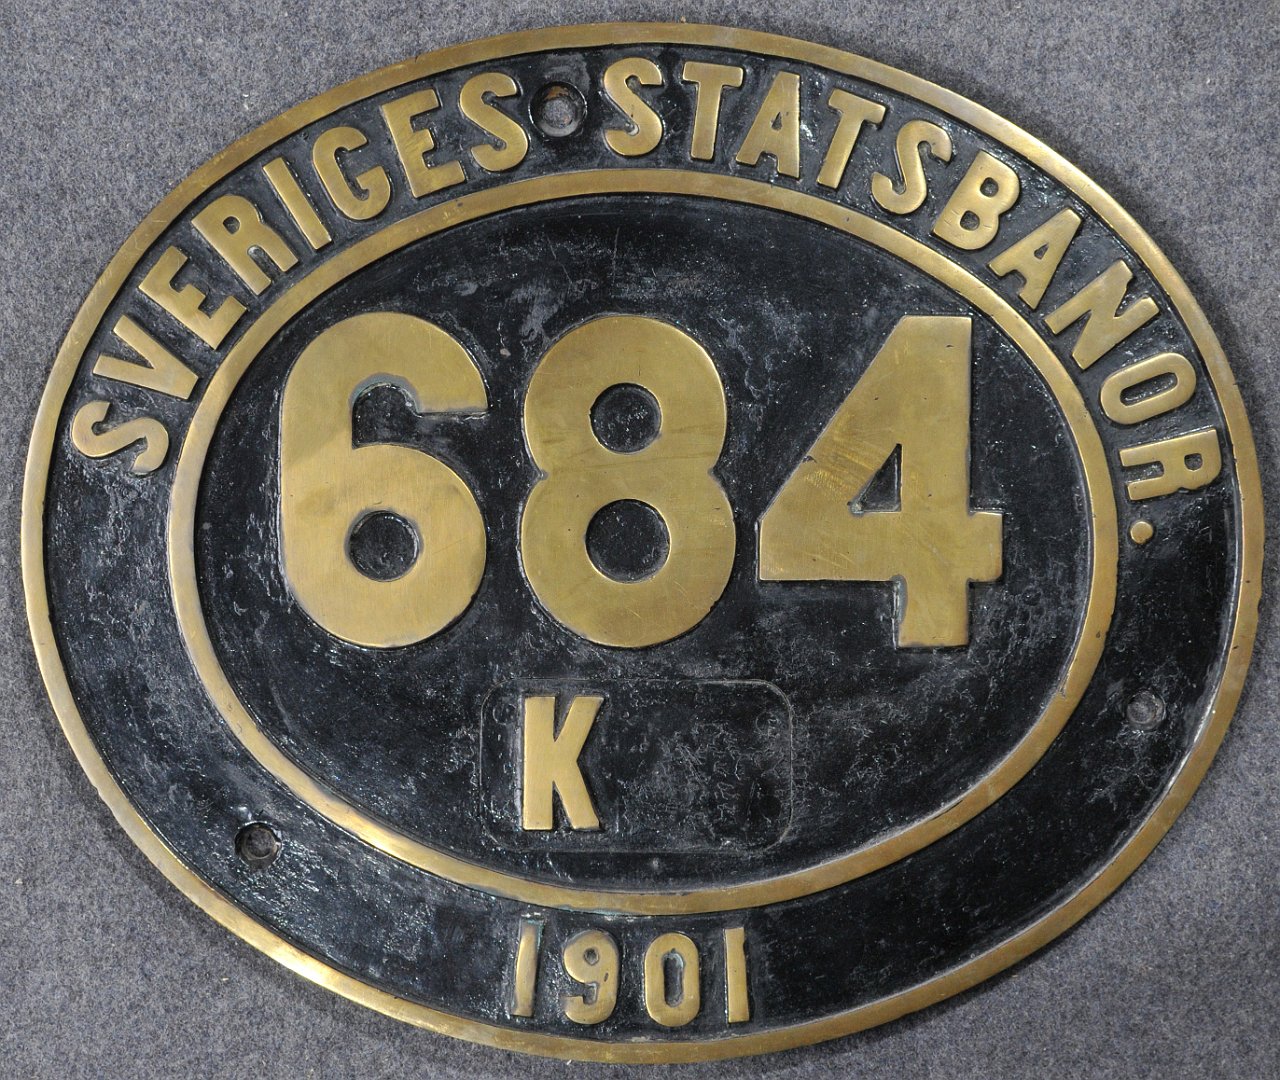 SVERIGES STATSBANOR.
684
K
1901